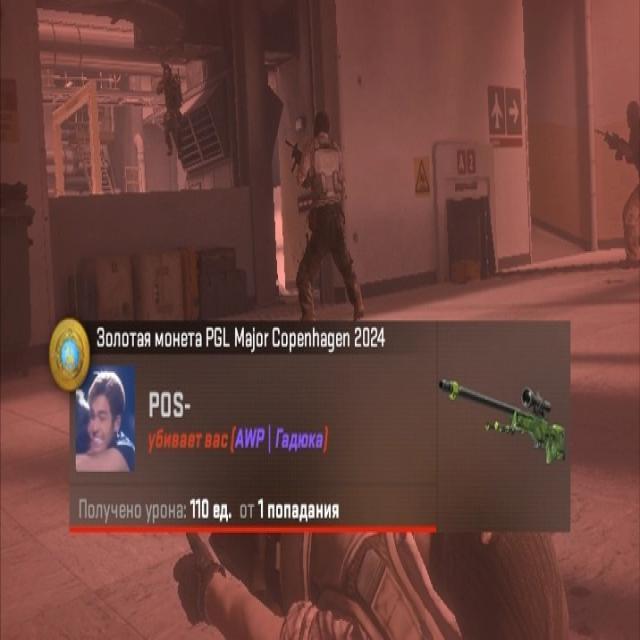 Золотая монета PGL Major Copenhagen 2024
POS-
убивает вас (AWP | Гадюка)
Получено урона: 110 ед. от 1 попадания